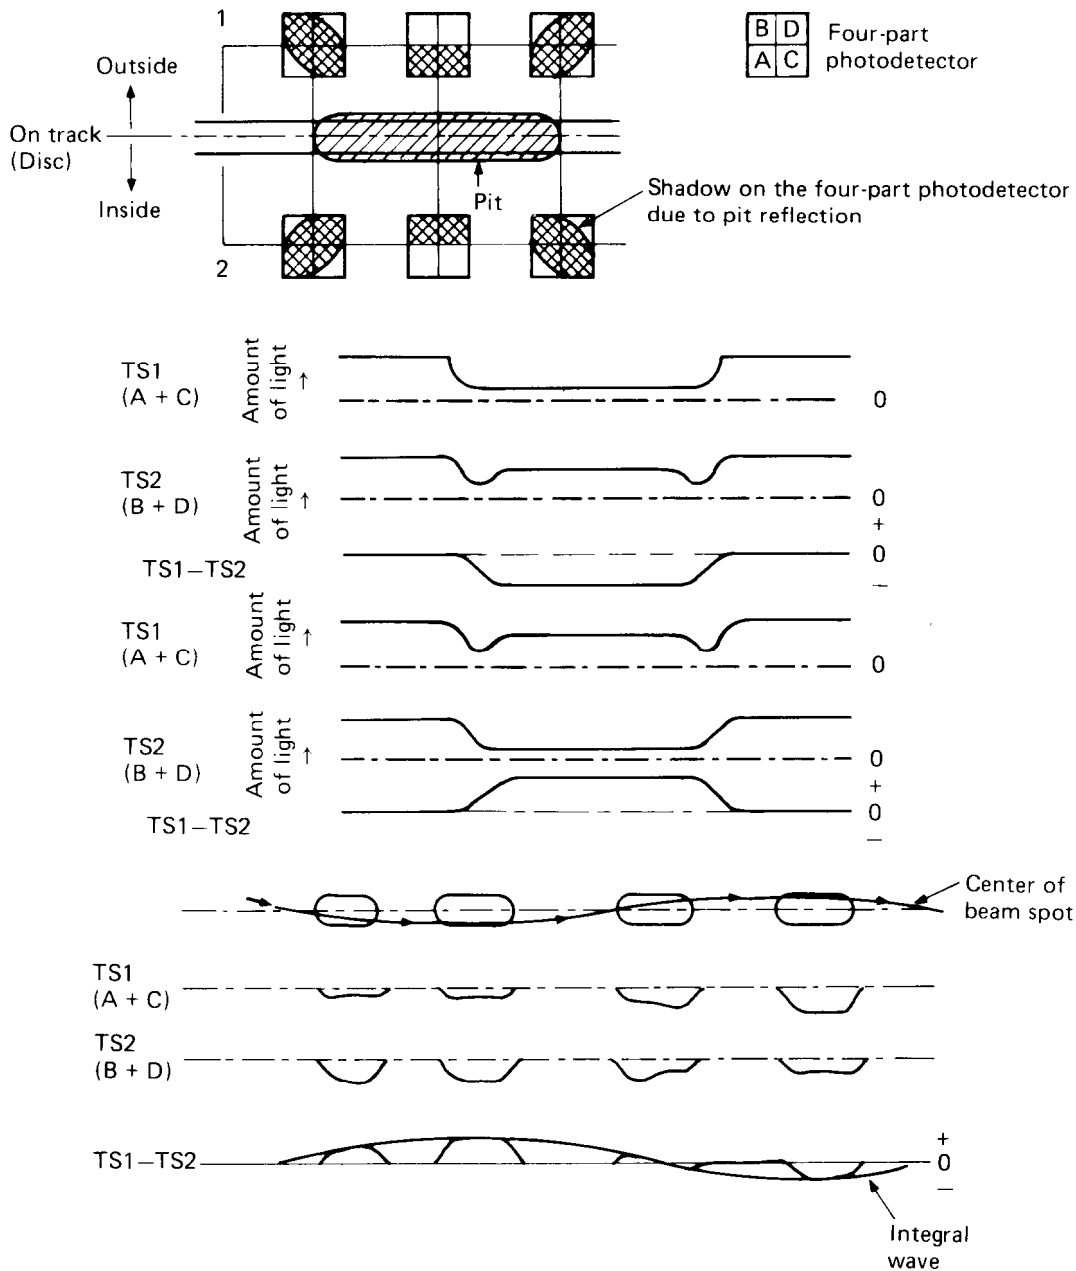 1
B D
A C
Four-part
photodetector
Outside
On track
(Disc)
Inside
Pit
Shadow on the four-part photodetector
due to pit reflection
2
TS1
(A + C)
Amount
of light →
0
TS2
(B + D)
Amount
of light →
0
+
TS1–TS2
0
–
TS1
(A + C)
Amount
of light →
0
TS2
(B + D)
Amount
of light →
0
+
TS1–TS2
0
–
Center of
beam spot
TS1
(A + C)
TS2
(B + D)
TS1–TS2
+
0
–
Integral
wave